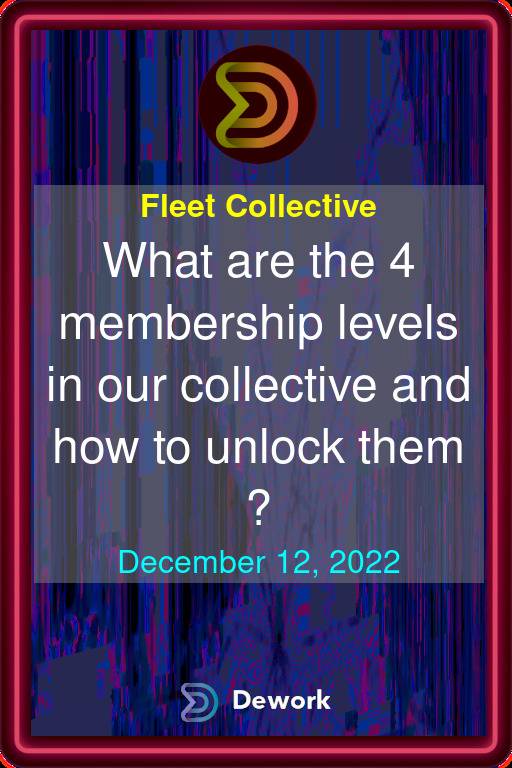 Fleet Collective
What are the 4
membership levels
in our collective and
how to unlock them
?
December 12, 2022
Dework